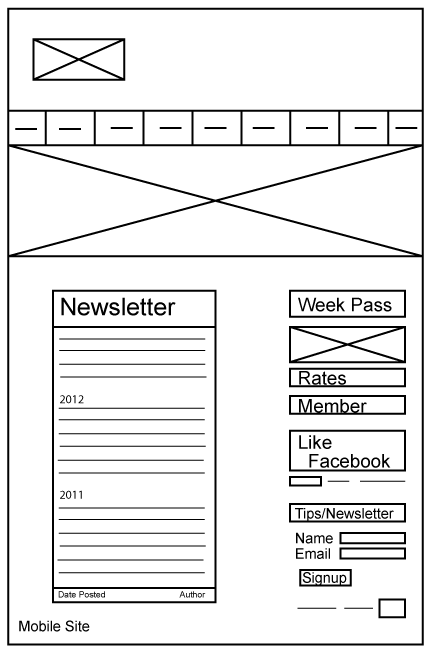 Newsletter
2012
2011
Date Posted Author
Mobile Site
Week Pass
Rates
Member
Like
Facebook
Tips/Newsletter
Name
Email
Signup